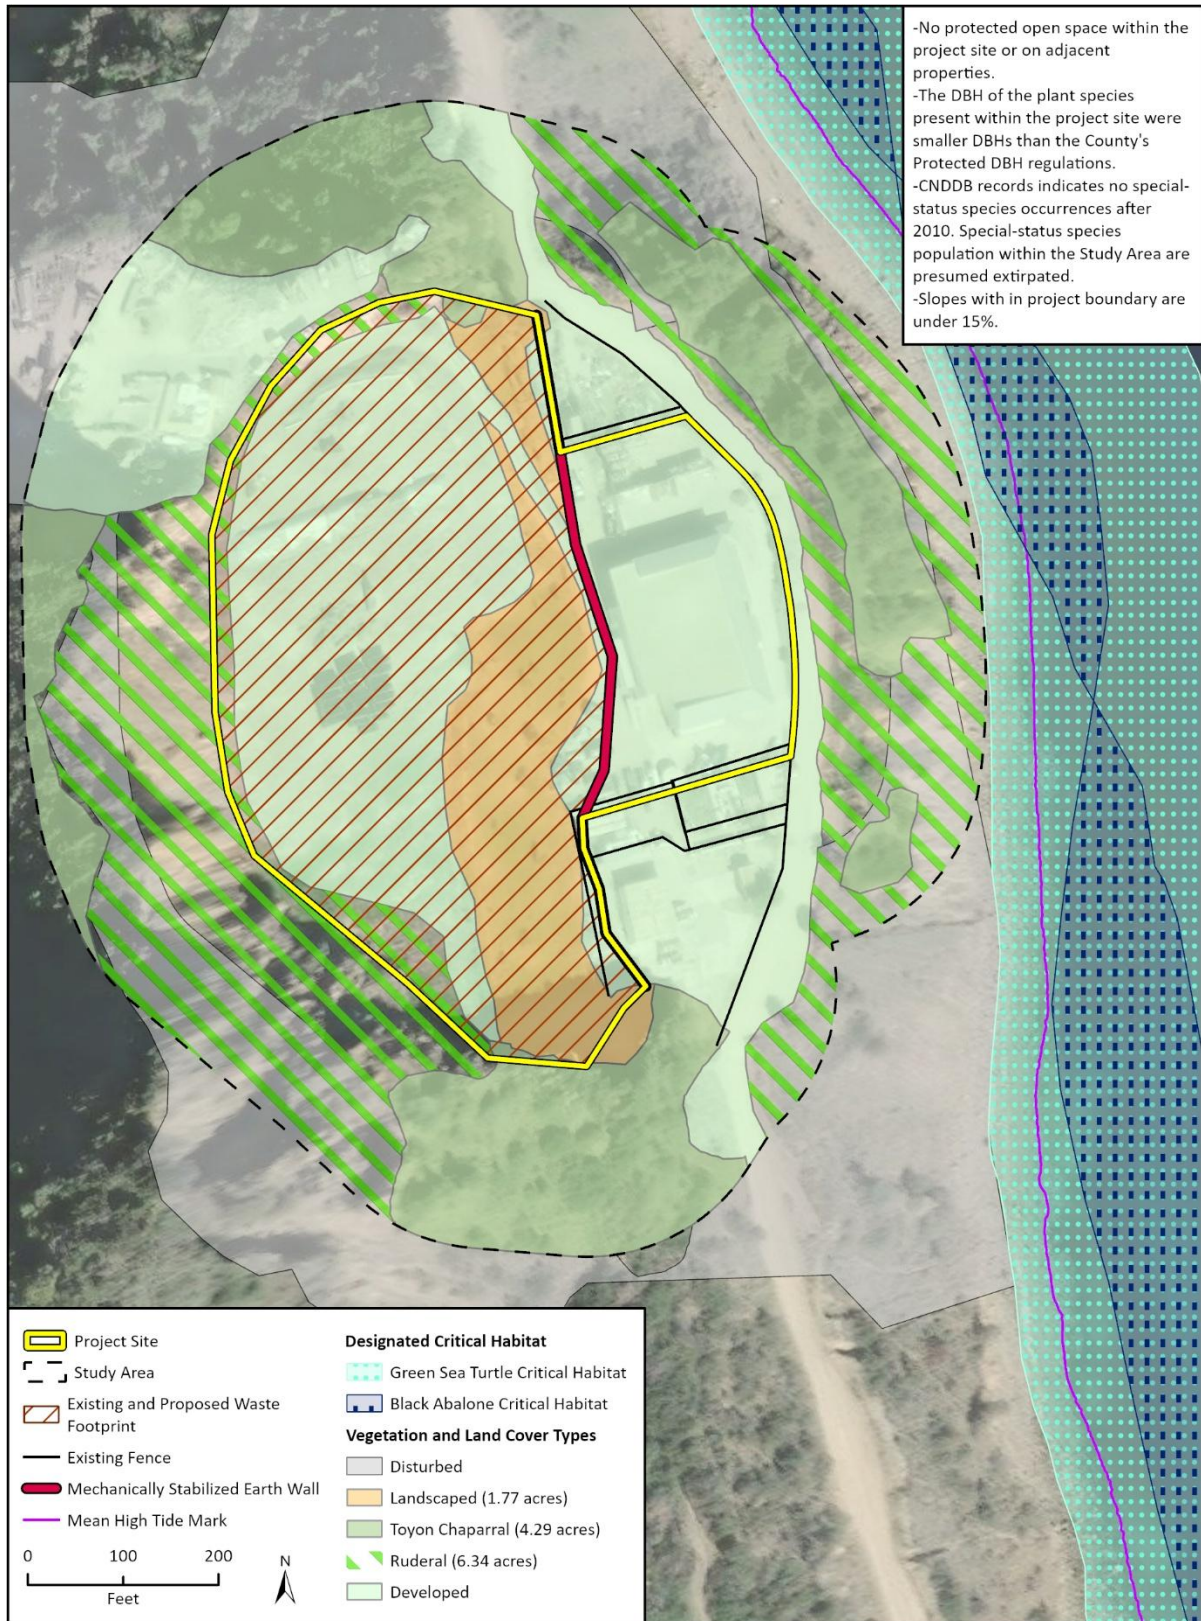 -No protected open space within the
project site or on adjacent
properties.
-The DBH of the plant species
present within the project site were
smaller DBHs than the County's
Protected DBH regulations.
-CNDDB records indicates no special-
status species occurrences after
2010. Special-status species
population within the Study Area are
presumed extirpated.
-Slopes with in project boundary are
under 15%.
Project Site
Study Area
Existing and Proposed Waste
Footprint
Existing Fence
Mechanically Stabilized Earth Wall
Mean High Tide Mark
0 100 200
Feet
N
Designated Critical Habitat
Green Sea Turtle Critical Habitat
Black Abalone Critical Habitat
Vegetation and Land Cover Types
Disturbed
Landscaped (1.77 acres)
Toyon Chaparral (4.29 acres)
Ruderal (6.34 acres)
Developed